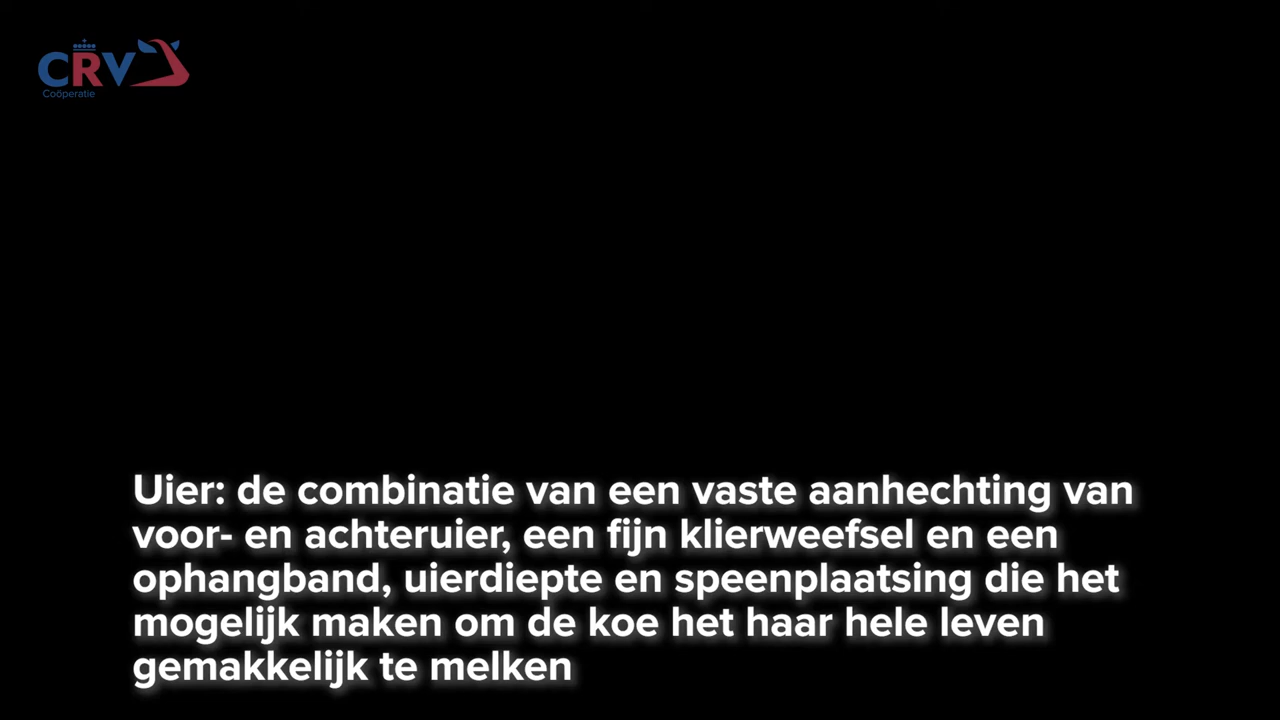 CRV
Coöperatie
Uier: de combinatie van een vaste aanhechting van
voor- en achteruier, een fijn klierweefsel en een
ophangband, uierdiepte en speenplaatsing die het
mogelijk maken om de koe het haar hele leven
gemakkelijk te melken